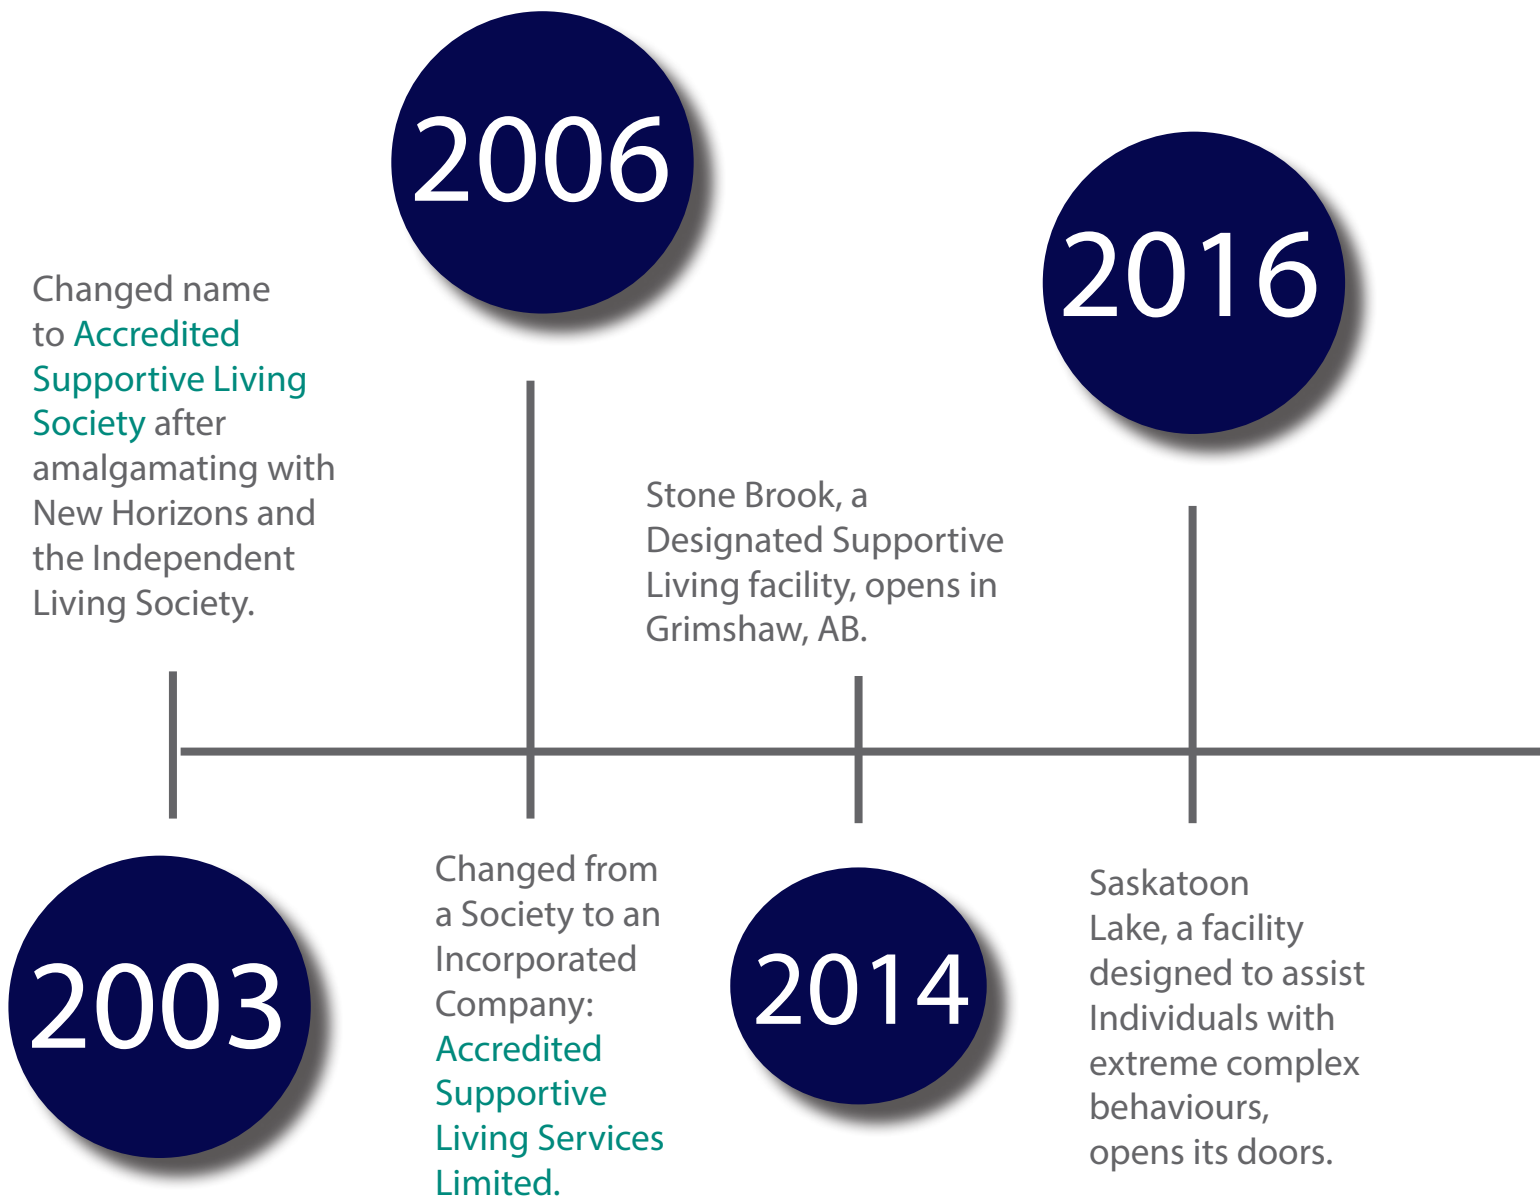 2003
Changed name
to Accredited
Supportive Living
Society after
amalgamating with
New Horizons and
the Independent
Living Society.
2006
Changed from
a Society to an
Incorporated
Company:
Accredited
Supportive
Living Services
Limited.
2014
Stone Brook, a
Designated Supportive
Living facility, opens in
Grimshaw, AB.
2016
Saskatoon
Lake, a facility
designed to assist
Individuals with
extreme complex
behaviours,
opens its doors.